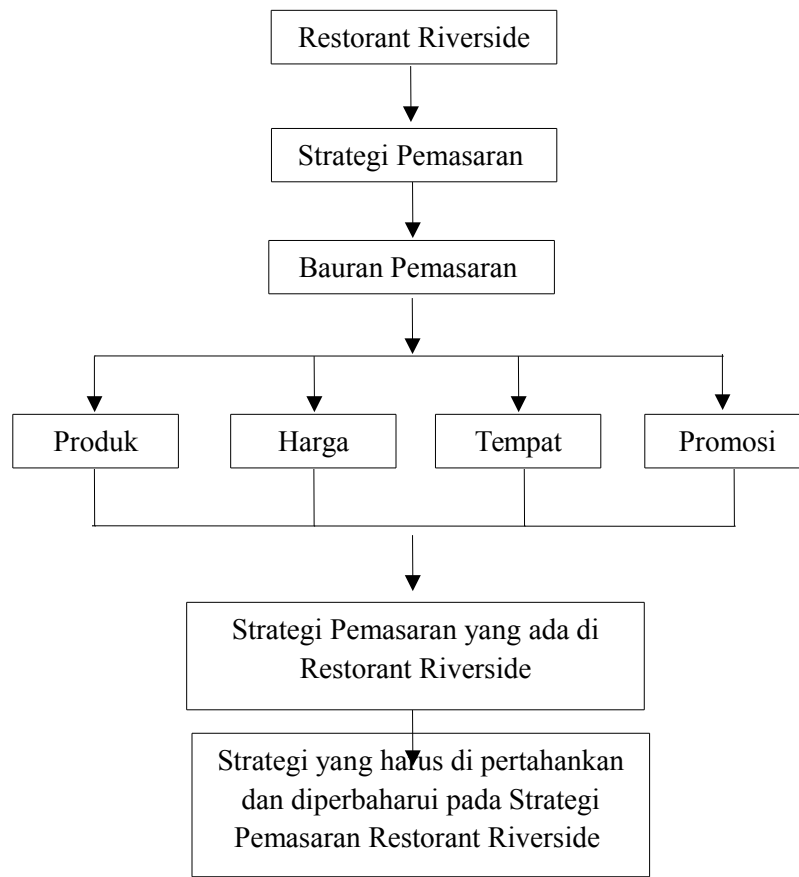 Restorant Riverside
Strategi Pemasaran
Bauran Pemasaran
Produk
Harga
Tempat
Promosi
Strategi Pemasaran yang ada di
Restorant Riverside
Strategi yang harus di pertahankan
dan diperbaharui pada Strategi
Pemasaran Restorant Riverside